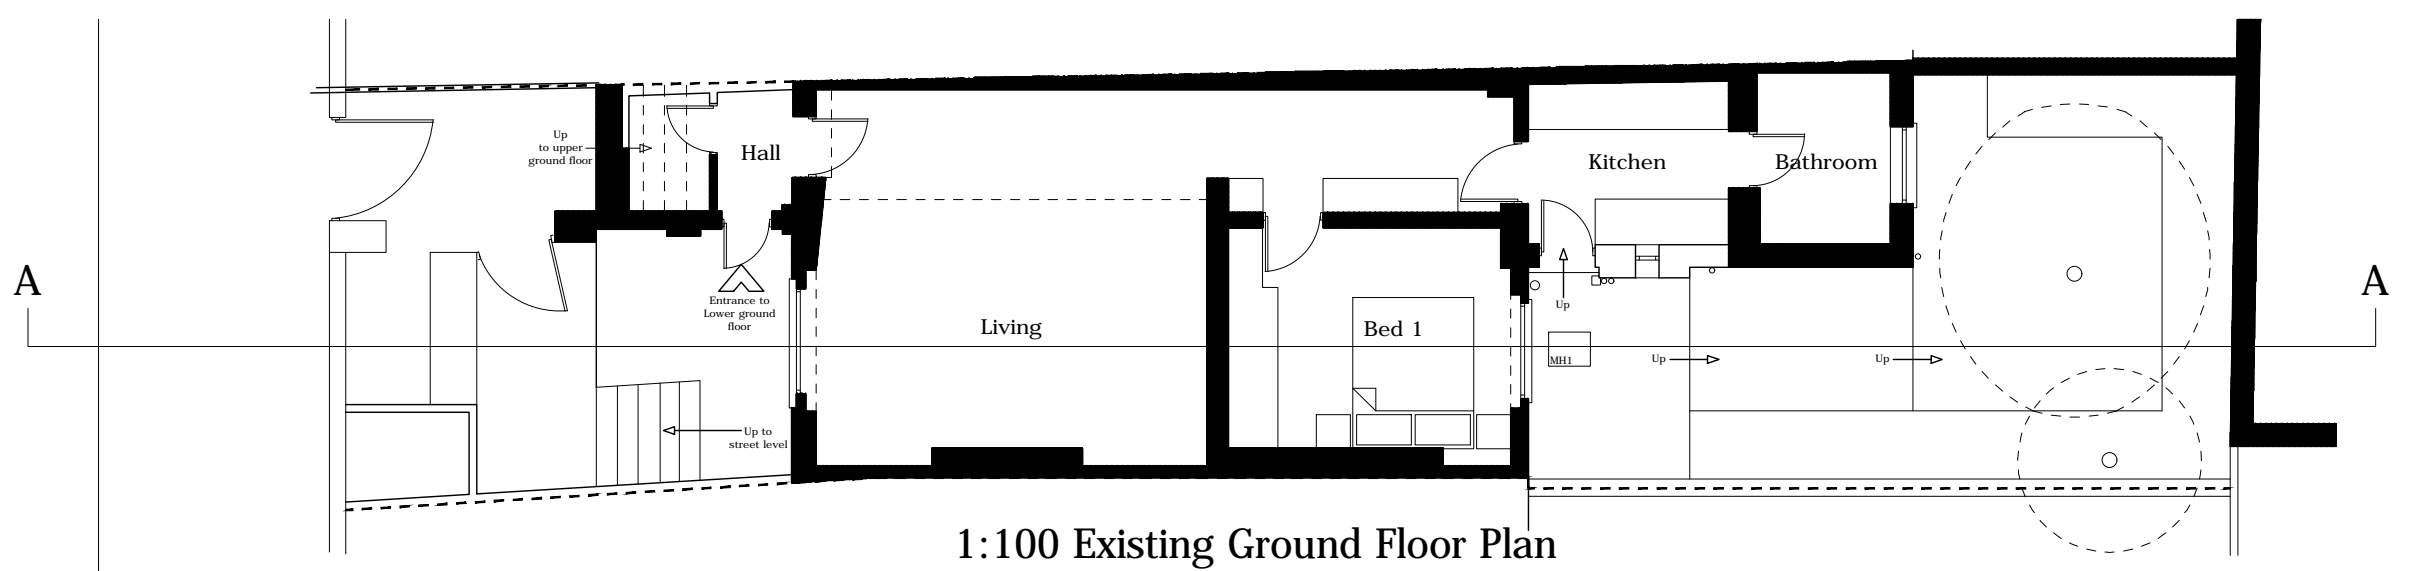 Up
to upper
ground floor
Hall
Kitchen
Bathroom
A
Entrance to
Lower ground
floor
Living
Bed 1
Up
MH1
Up
Up
A
Up to
street level
1:100 Existing Ground Floor Plan